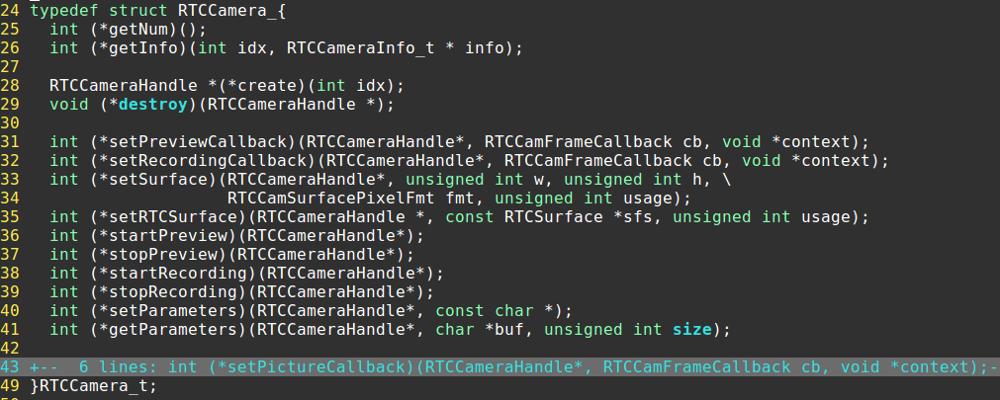 24 typedef struct RTCCamera_{
25   int (*getNum)();
26   int (*getInfo)(int idx, RTCCameraInfo_t * info);
27
28   RTCCameraHandle *(*create)(int idx);
29   void (*destroy)(RTCCameraHandle *);
30
31   int (*setPreviewCallback)(RTCCameraHandle*, RTCCamFrameCallback cb, void *context);
32   int (*setRecordingCallback)(RTCCameraHandle*, RTCCamFrameCallback cb, void *context);
33   int (*setSurface)(RTCCameraHandle*, unsigned int w, unsigned int h, \
34                     RTCCamSurfacePixelFmt fmt, unsigned int usage);
35   int (*setRTCSurface)(RTCCameraHandle *, const RTCSurface *sfs, unsigned int usage);
36   int (*startPreview)(RTCCameraHandle*);
37   int (*stopPreview)(RTCCameraHandle*);
38   int (*startRecording)(RTCCameraHandle*);
39   int (*stopRecording)(RTCCameraHandle*);
40   int (*setParameters)(RTCCameraHandle*, const char *);
41   int (*getParameters)(RTCCameraHandle*, char *buf, unsigned int size);
42
43 +--  6 lines: int (*setPictureCallback)(RTCCameraHandle*, RTCCamFrameCallback cb, void *context);-
49 }RTCCamera_t;